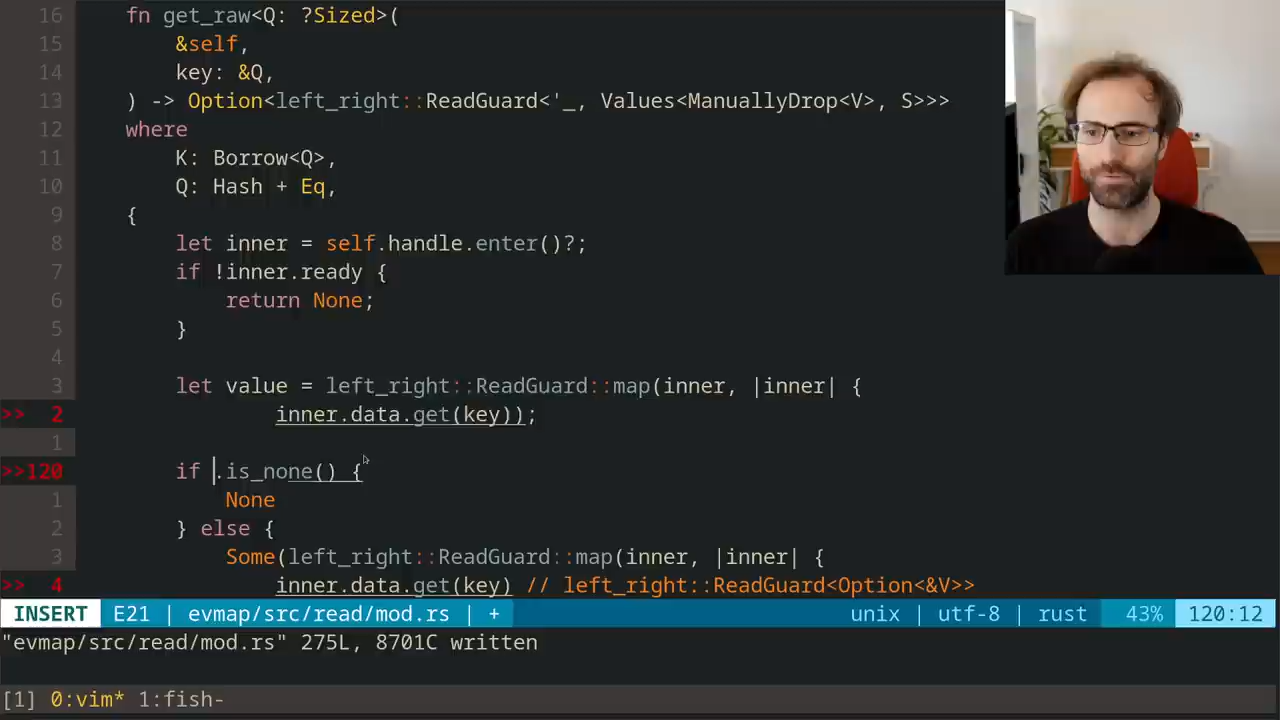 16 fn get_raw<Q: ?Sized>(
15 &self,
14 key: &Q,
13 ) -> Option<left_right::ReadGuard<'_, Values<ManuallyDrop<V>, S>>>
12 where
11 K: Borrow<Q>,
10 Q: Hash + Eq,
9 {
8 let inner = self.handle.enter()?;
7 if !inner.ready {
6 return None;
5 }
4
3 let value = left_right::ReadGuard::map(inner, |inner| {
>> 2 inner.data.get(key));
1
>>120 if .is_none() {
1 None
2 } else {
3 Some(left_right::ReadGuard::map(inner, |inner| {
>> 4 inner.data.get(key) // left_right::ReadGuard<Option<&V>>
INSERT E21 | evmap/src/read/mod.rs | + unix | utf-8 | rust 43% 120:12
"evmap/src/read/mod.rs" 275L, 8701C written
[1] 0:vim* 1:fish-